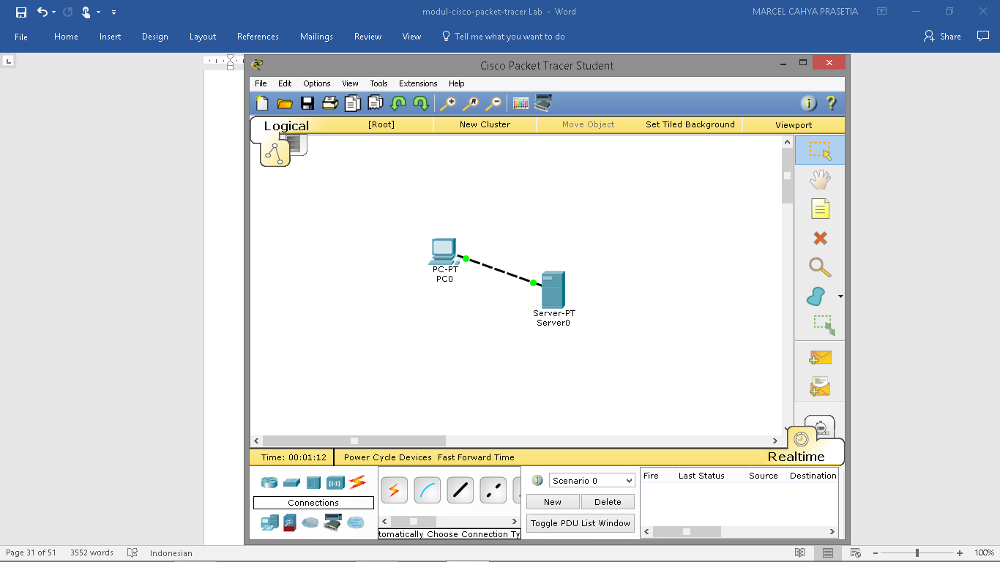 modul-cisco-packet-tracer Lab - Word
MARCEL CAHYA PRASETIA
File Home Insert Design Layout References Mailings Review View Tell me what you want to do Share
Cisco Packet Tracer Student
File Edit Options View Tools Extensions Help
Logical [Root] New Cluster Move Object Set Tiled Background Viewport
PC-PT
PC0
Server-PT
Server0
Time: 00:01:12 Power Cycle Devices Fast Forward Time Realtime
Connections
tomatically Choose Connection Ty
Scenario 0
New Delete
Toggle PDU List Window
Fire Last Status Source Destination
Page 31 of 51 3552 words Indonesian 100%